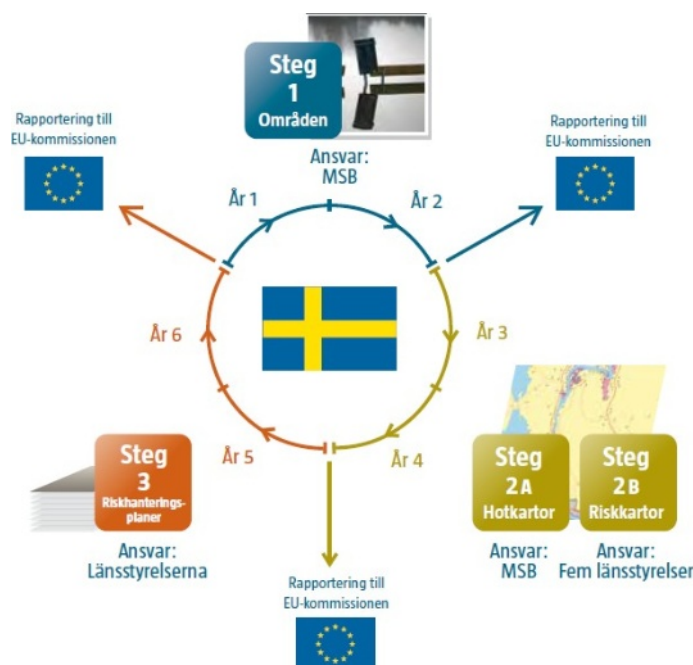 Steg
1
Områden
Ansvar:
MSB
Rapportering till
EU-kommissionen
Rapportering till
EU-kommissionen
År 1
År 2
År 3
År 4
År 5
År 6
Steg
2A
Hotkartor
Ansvar:
MSB
Steg
2B
Riskkartor
Ansvar:
Fem länsstyrelser
Steg
3
Riskhanterings-
planer
Ansvar:
Länsstyrelserna
Rapportering till
EU-kommissionen